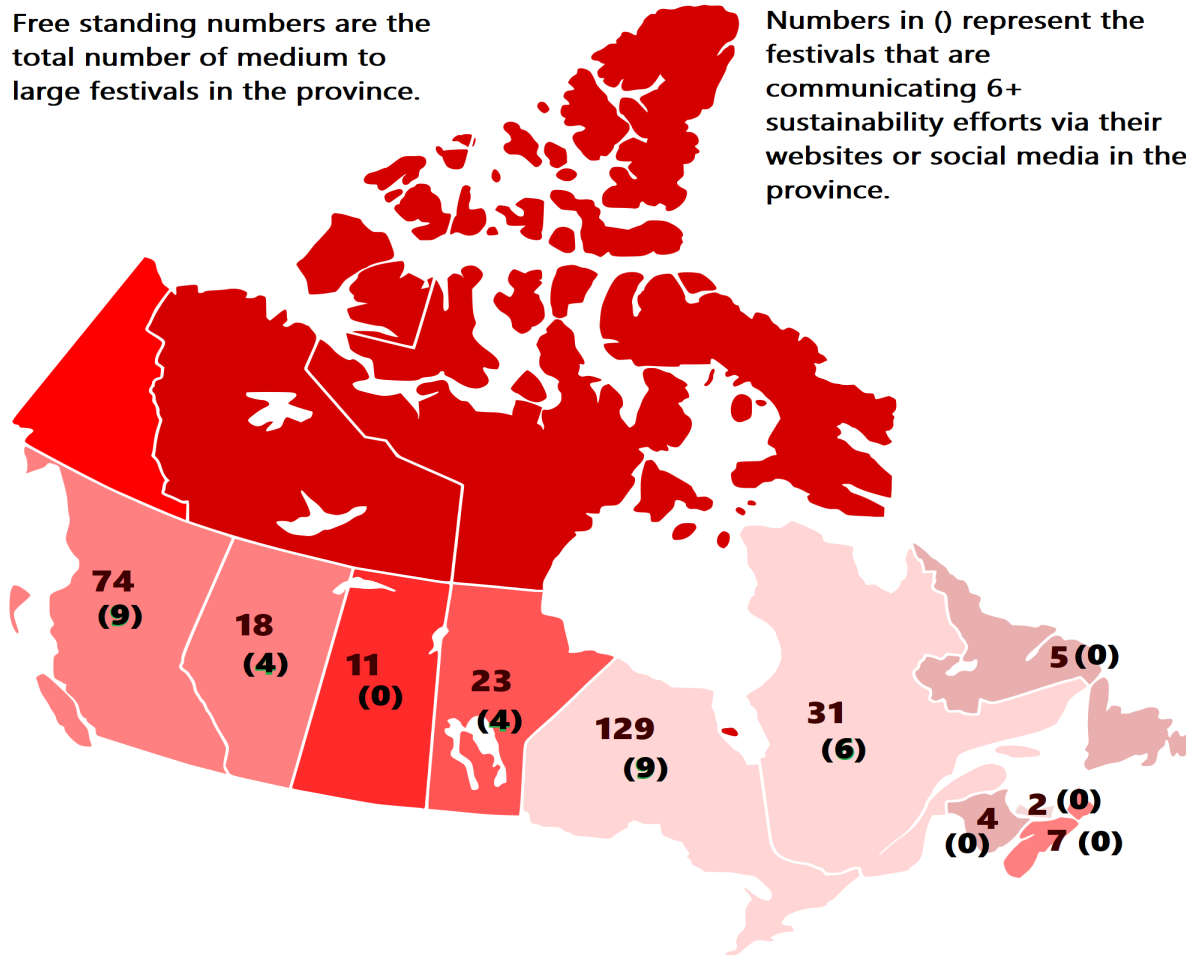 Free standing numbers are the
total number of medium to
large festivals in the province.
Numbers in () represent the
festivals that are
communicating 6+
sustainability efforts via their
websites or social media in the
province.
74
(9)
18
(4)
11
(0)
23
(4)
129
(9)
31
(6)
5 (0)
2 (0)
4
(0)
7 (0)